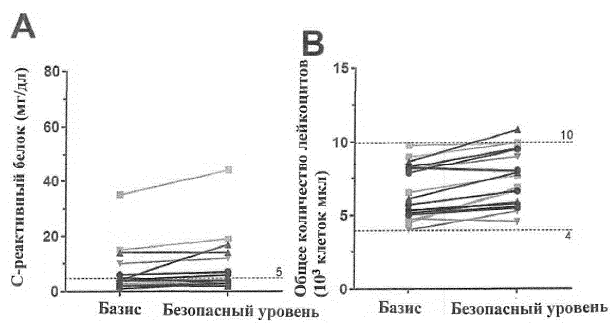 A
С-реактивный белок (мг/дл)
80
60
40
20
0
5
Базис
Безопасный уровень
B
Общее количество лейкоцитов
(10³ клеток мкл)
15
10
5
0
10
4
Базис
Безопасный уровень